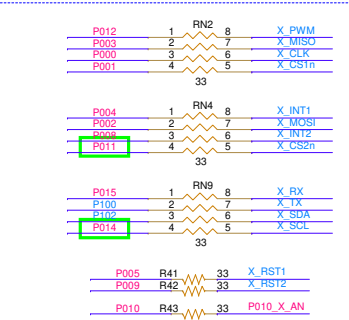 RN2
P012 1 8 X_PWM
P003 2 7 X_MISO
P000 3 6 X_CLK
P001 4 5 X_CS1n
33
RN4
P004 1 8 X_INT1
P002 2 7 X_MOSI
P008 3 6 X_INT2
P011 4 5 X_CS2n
33
RN9
P015 1 8 X_RX
P100 2 7 X_TX
P102 3 6 X_SDA
P014 4 5 X_SCL
33
P005 R41 33 X_RST1
P009 R42 33 X_RST2
P010 R43 33 P010_X_AN